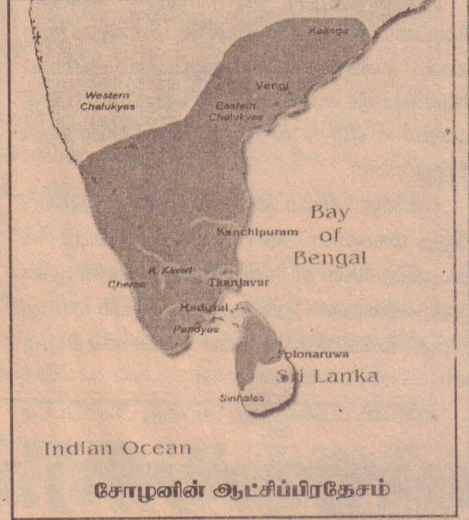 Kalinga
Vengi
Western
Chalukyas
Eastern
Chalukyas
Bay
of
Bengal
Kanchipuram
R. Kaveri
Cheras
Thanjavur
Madurai
Pandyas
Polonaruwa
Sri Lanka
Sinhalas
Indian Ocean
சோழனின் ஆட்சிப்பிரதேசம்